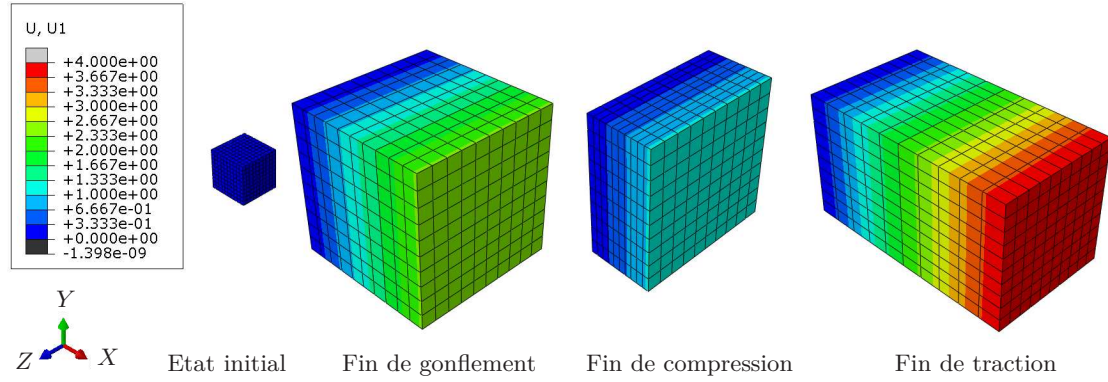 U, U1
+4.000e+00
+3.667e+00
+3.333e+00
+3.000e+00
+2.667e+00
+2.333e+00
+2.000e+00
+1.667e+00
+1.333e+00
+1.000e+00
+6.667e-01
+3.333e-01
+0.000e+00
-1.398e-09
Y
Z X
Etat initial
Fin de gonflement
Fin de compression
Fin de traction